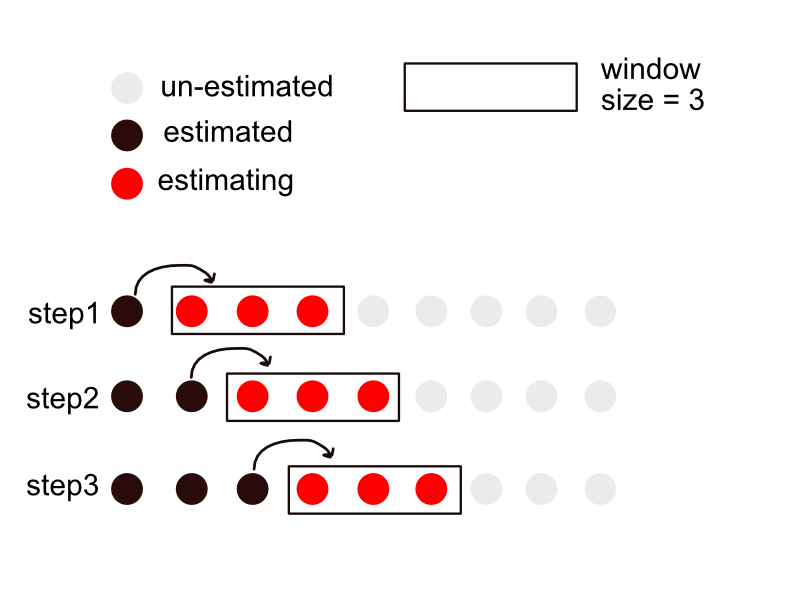 un-estimated
estimated
estimating
window
size = 3
step1
step2
step3